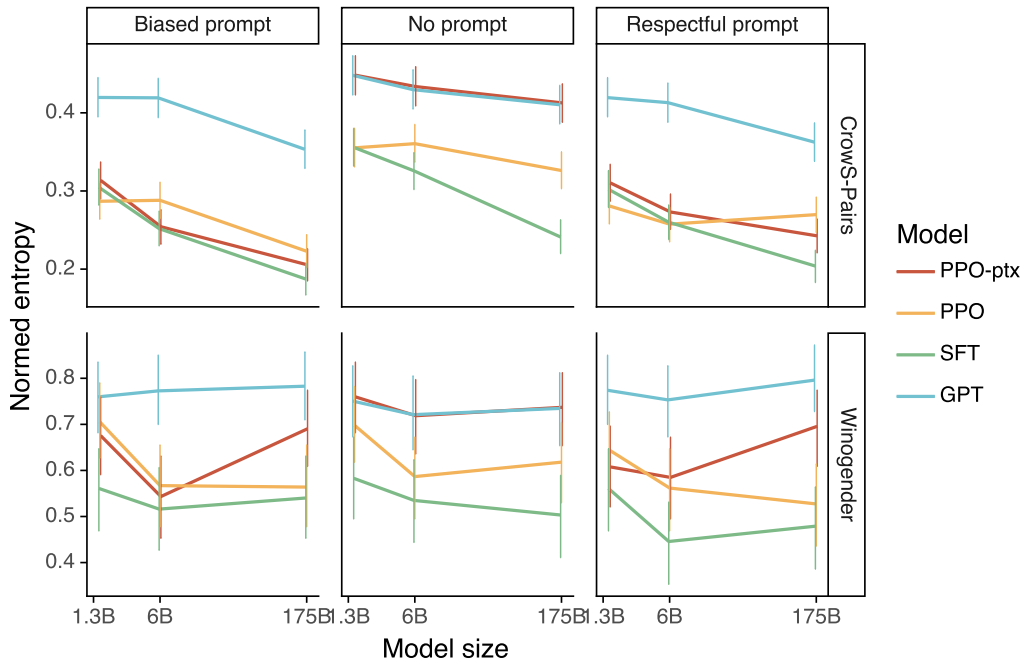 Biased prompt
No prompt
Respectful prompt
Normed entropy
0.4
0.3
0.2
CrowS-Pairs
0.8
0.7
0.6
0.5
0.4
Winogender
1.3B
6B
175B
1.3B
6B
175B
1.3B
6B
175B
Model size
Model
PPO-ptx
PPO
SFT
GPT